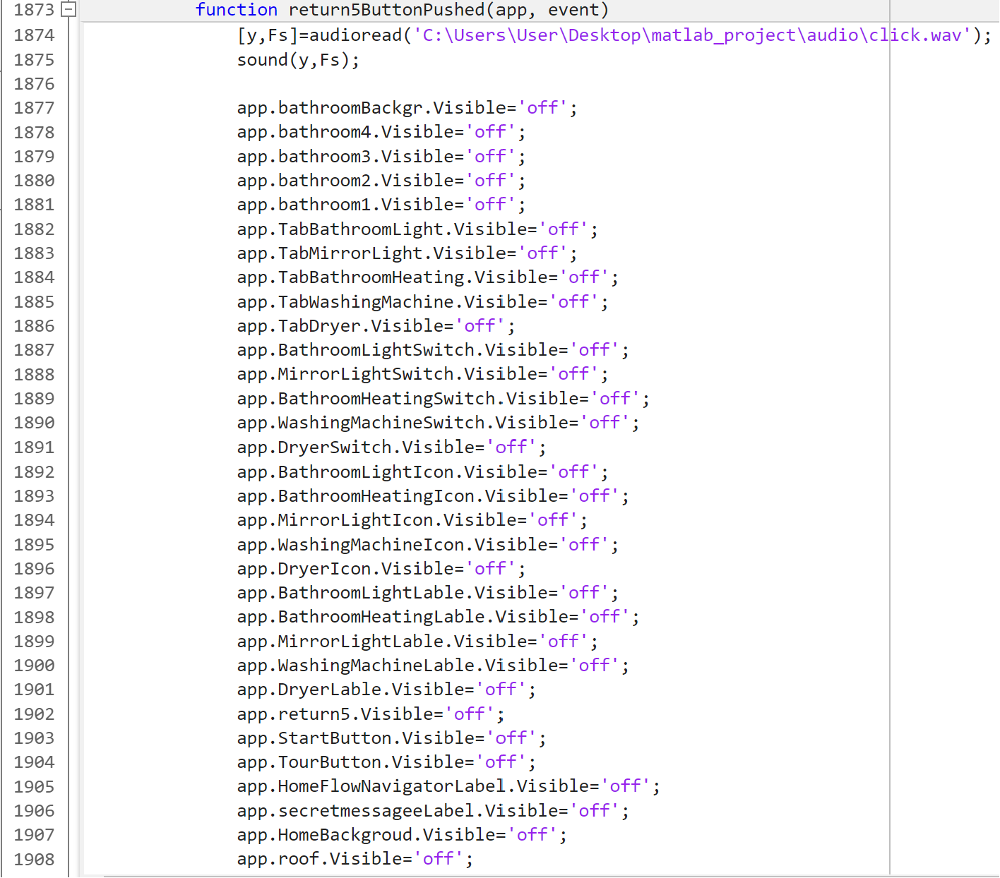 1873 function return5ButtonPushed(app, event)
1874 [y,Fs]=audioread('C:\Users\User\Desktop\matlab_project\audio\click.wav');
1875 sound(y,Fs);
1876
1877 app.bathroomBackgr.Visible='off';
1878 app.bathroom4.Visible='off';
1879 app.bathroom3.Visible='off';
1880 app.bathroom2.Visible='off';
1881 app.bathroom1.Visible='off';
1882 app.TabBathroomLight.Visible='off';
1883 app.TabMirrorLight.Visible='off';
1884 app.TabBathroomHeating.Visible='off';
1885 app.TabWashingMachine.Visible='off';
1886 app.TabDryer.Visible='off';
1887 app.BathroomLightSwitch.Visible='off';
1888 app.MirrorLightSwitch.Visible='off';
1889 app.BathroomHeatingSwitch.Visible='off';
1890 app.WashingMachineSwitch.Visible='off';
1891 app.DryerSwitch.Visible='off';
1892 app.BathroomLightIcon.Visible='off';
1893 app.BathroomHeatingIcon.Visible='off';
1894 app.MirrorLightIcon.Visible='off';
1895 app.WashingMachineIcon.Visible='off';
1896 app.DryerIcon.Visible='off';
1897 app.BathroomLightLable.Visible='off';
1898 app.BathroomHeatingLable.Visible='off';
1899 app.MirrorLightLable.Visible='off';
1900 app.WashingMachineLable.Visible='off';
1901 app.DryerLable.Visible='off';
1902 app.return5.Visible='off';
1903 app.StartButton.Visible='off';
1904 app.TourButton.Visible='off';
1905 app.HomeFlowNavigatorLabel.Visible='off';
1906 app.secretmessageeLabel.Visible='off';
1907 app.HomeBackgroud.Visible='off';
1908 app.roof.Visible='off';